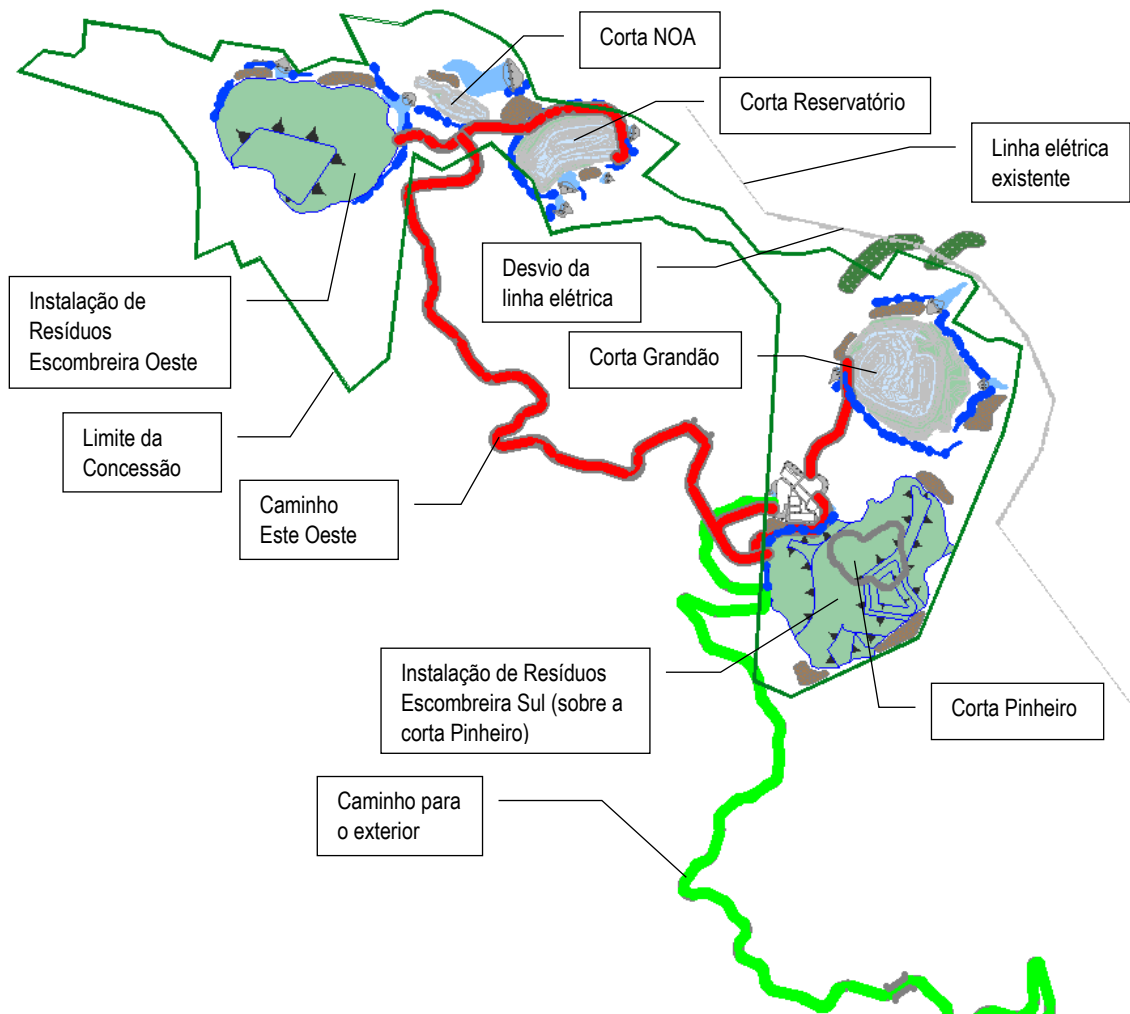 Corta NOA
Corta Reservatório
Linha elétrica
existente
Desvio da
linha elétrica
Instalação de
Resíduos
Escombreira Oeste
Corta Grandão
Limite da
Concessão
Caminho
Este Oeste
Instalação de Resíduos
Escombreira Sul (sobre a
corta Pinheiro)
Corta Pinheiro
Caminho para
o exterior